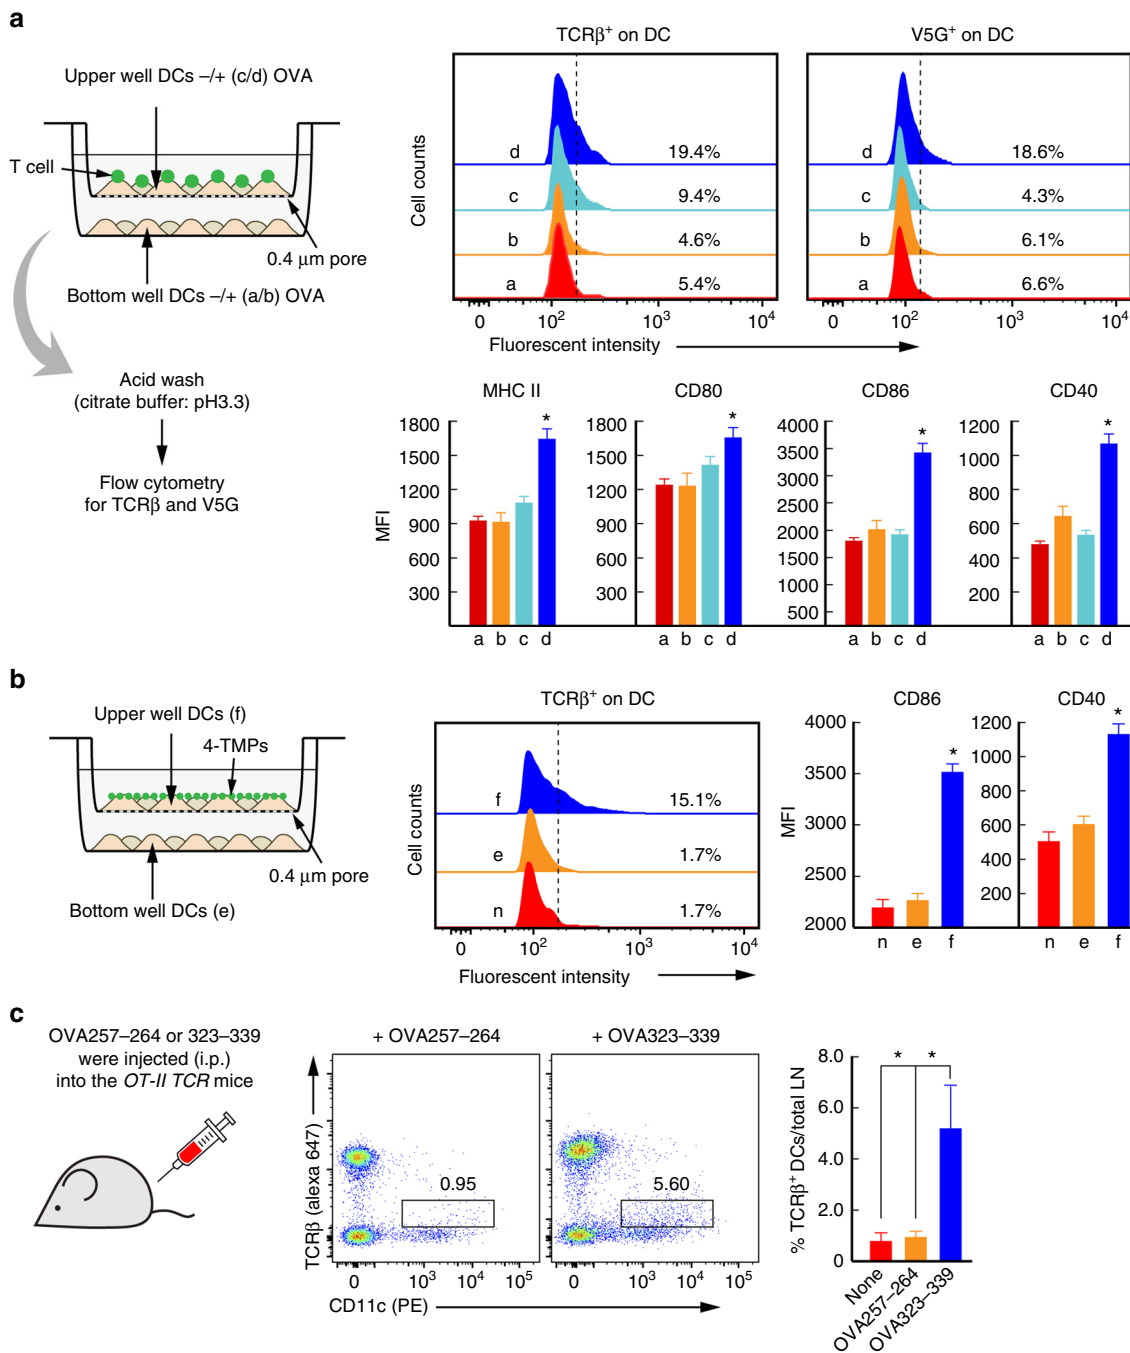 a
Upper well DCs –/+ (c/d) OVA
T cell
0.4 μm pore
Bottom well DCs –/+ (a/b) OVA
Acid wash
(citrate buffer: pH3.3)
Flow cytometry
for TCRβ and V5G
TCRβ+ on DC
Cell counts
d 19.4%
c 9.4%
b 4.6%
a 5.4%
0 10² 10³ 10⁴
V5G+ on DC
d 18.6%
c 4.3%
b 6.1%
a 6.6%
0 10² 10³ 10⁴
Fluorescent intensity
MFI
MHC II
1800
1500
1200
900
600
300
*
a b c d
CD80
1800
1500
1200
900
600
300
*
a b c d
CD86
4000
3500
3000
2500
2000
1500
1000
500
*
a b c d
CD40
1200
1000
800
600
400
200
*
a b c d
b
Upper well DCs (f)
4-TMPs
0.4 μm pore
Bottom well DCs (e)
TCRβ+ on DC
Cell counts
f 15.1%
e 1.7%
n 1.7%
0 10² 10³ 10⁴
Fluorescent intensity
MFI
CD86
4000
3500
3000
2500
2000
*
n e f
CD40
1200
1000
800
600
400
200
*
n e f
c
OVA257–264 or 323–339
were injected (i.p.)
into the OT-II TCR mice
TCRβ (alexa 647)
+ OVA257–264
0.95
0 10³ 10⁴ 10⁵
+ OVA323–339
5.60
0 10³ 10⁴ 10⁵
CD11c (PE)
% TCRβ+ DCs/total LN
8.0
6.0
4.0
2.0
0
* *
None
OVA257–264
OVA323–339